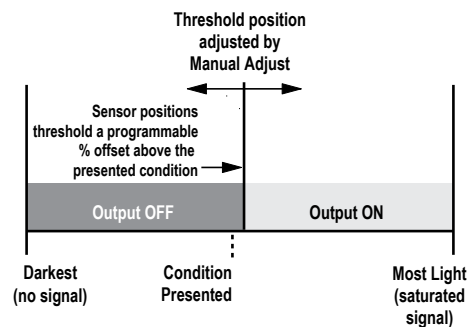 Threshold position
adjusted by
Manual Adjust
Sensor positions
threshold a programmable
% offset above the
presented condition
Output OFF
Output ON
Darkest
(no signal)
Condition
Presented
Most Light
(saturated
signal)